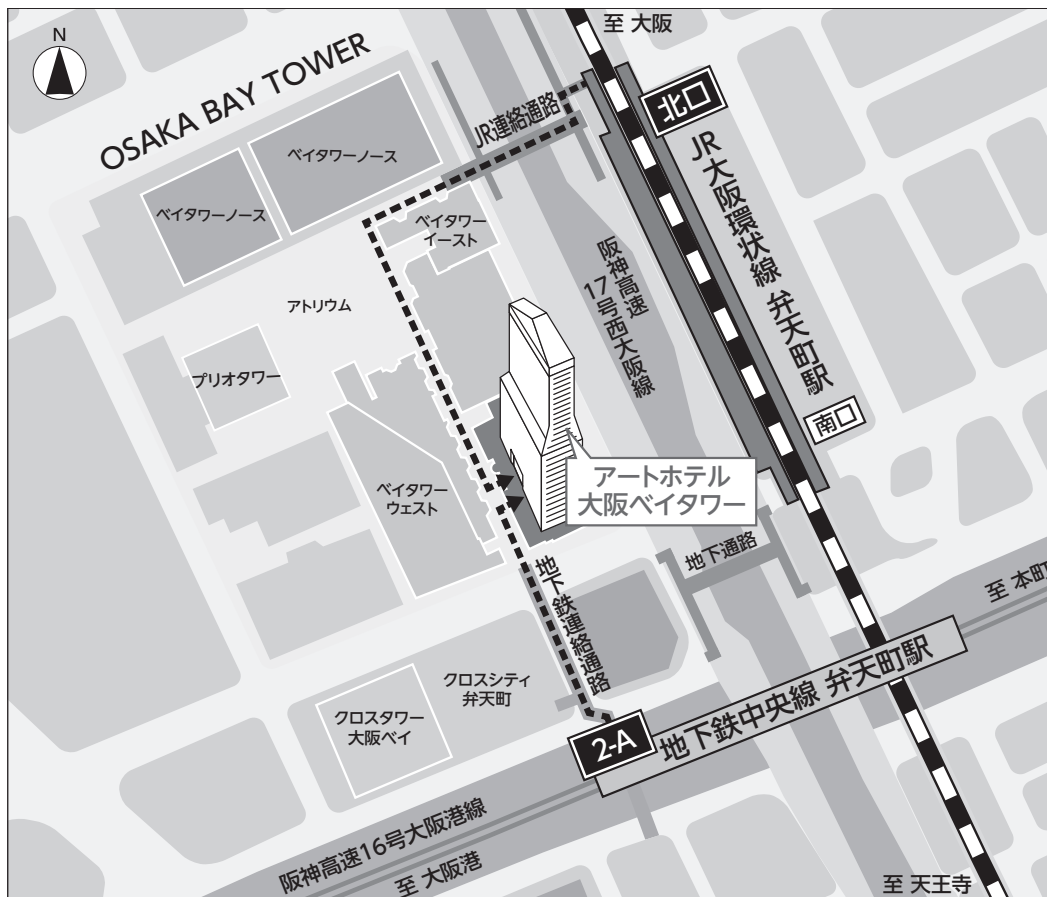 N
至 大阪
OSAKA BAY TOWER
北口
JR連絡通路
ベイタワーノース
ベイタワーノース
ベイタワー
イースト
JR大阪環状線 弁天町駅
阪神高速
17号西大阪線
アトリウム
プリオタワー
南口
アートホテル
大阪ベイタワー
ベイタワー
ウェスト
地下通路
地下鉄連絡通路
至 本町
クロスシティ
弁天町
クロスタワー
大阪ベイ
2-A
地下鉄中央線 弁天町駅
阪神高速16号大阪港線
至 大阪港
至 天王寺